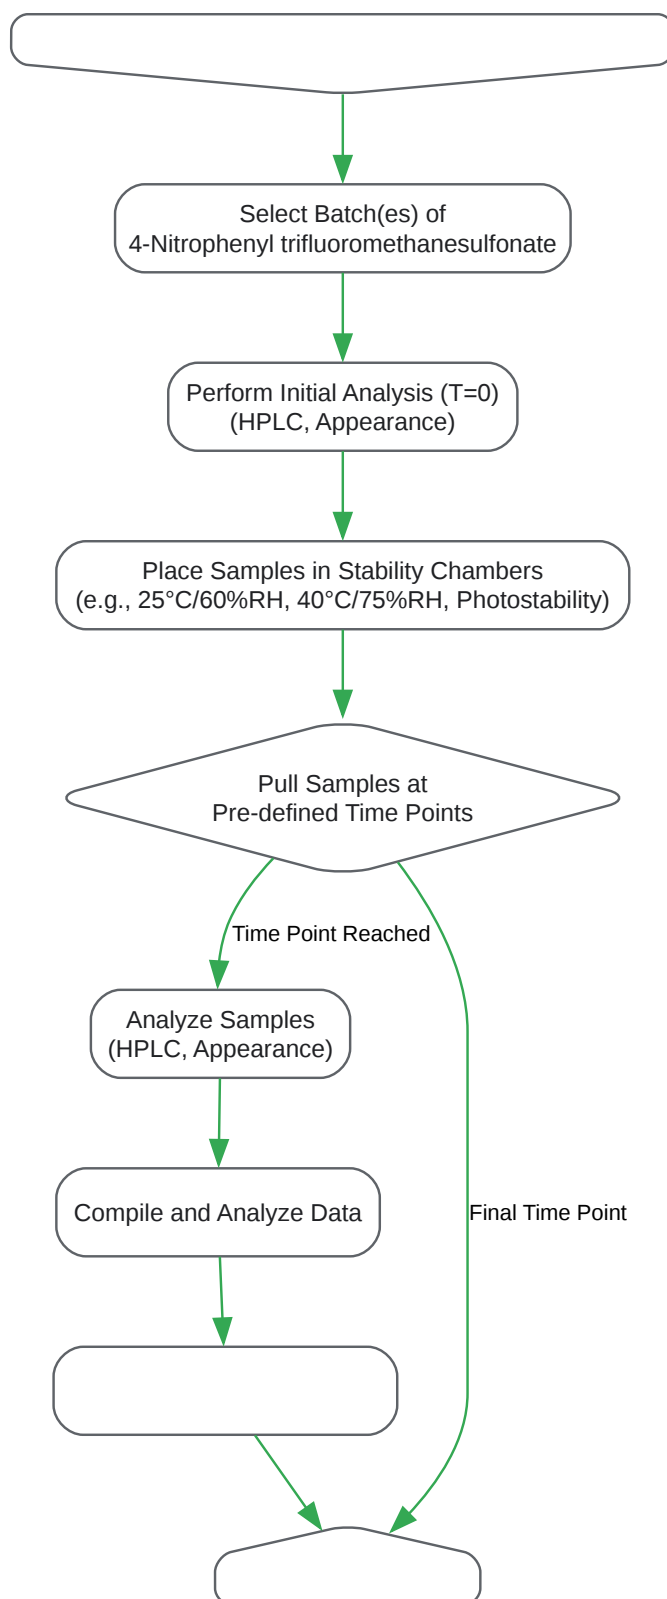 Select Batch(es) of
4-Nitrophenyl trifluoromethanesulfonate
Perform Initial Analysis (T=0)
(HPLC, Appearance)
Place Samples in Stability Chambers
(e.g., 25°C/60%RH, 40°C/75%RH, Photostability)
Pull Samples at
Pre-defined Time Points
Time Point Reached
Analyze Samples
(HPLC, Appearance)
Compile and Analyze Data
Final Time Point